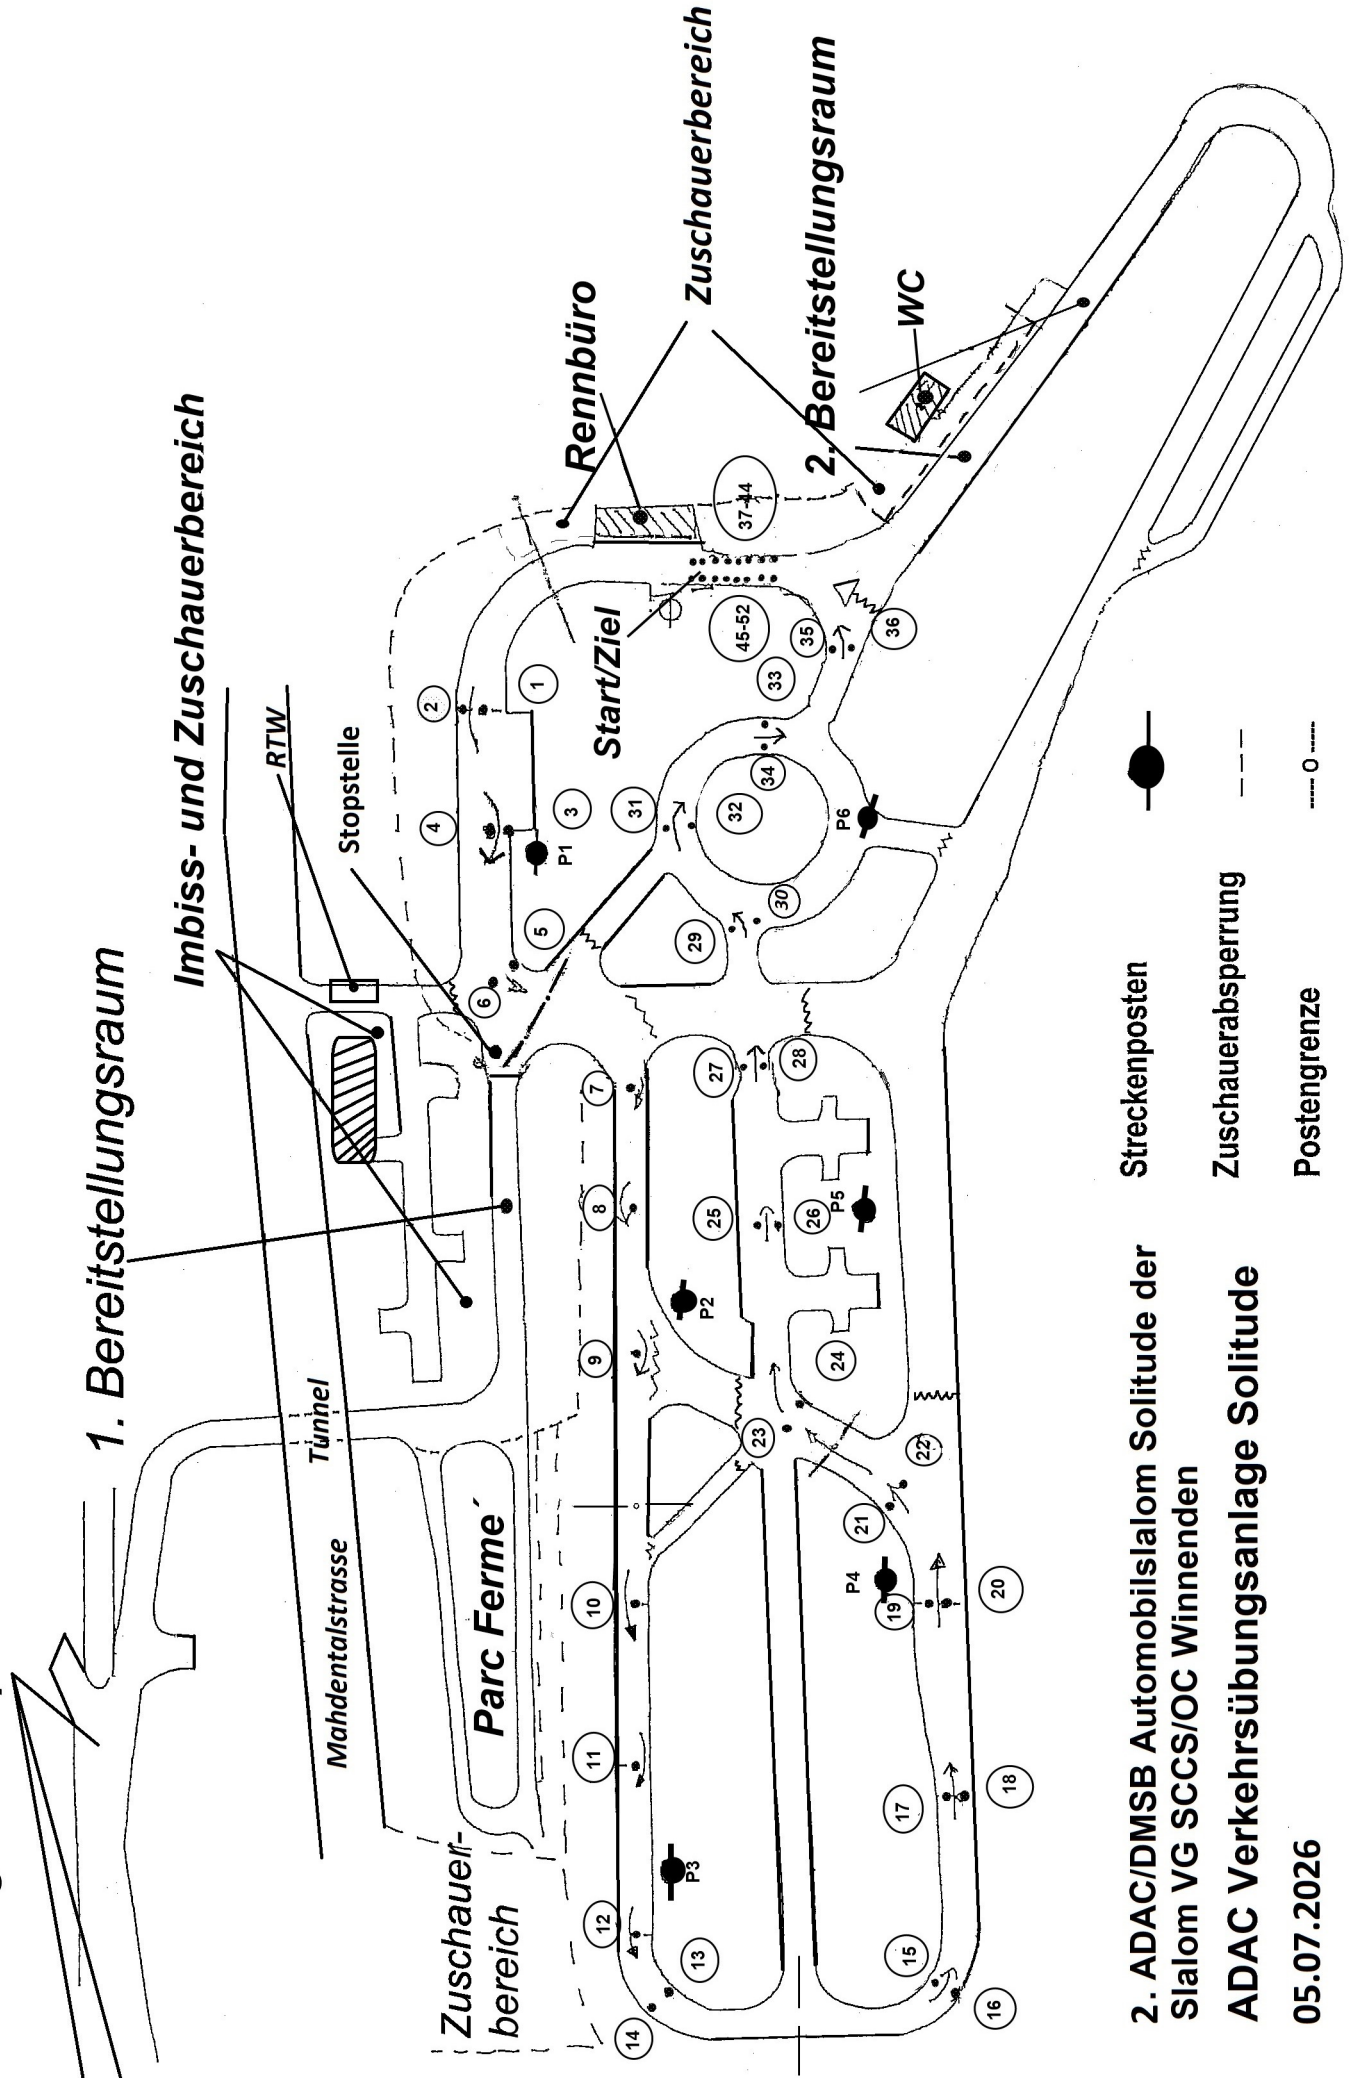 1. Bereitstellungsraum
Imbiss- und Zuschauerbereich
RTW
Stopstelle
Rennbüro
Zuschauerbereich
2. Bereitstellungsraum
WC
Start/Ziel
Tunnel
Mahdentalstrasse
Parc Fermé
Zuschauer-
bereich
1
2
3
4
5
6
7
8
9
10
11
12
13
14
15
16
17
18
19
20
21
22
23
24
25
26
27
28
29
30
31
32
33
34
35
36
37-44
45-52
P1
P2
P3
P4
P5
P6
2. ADAC/DMSB Automobilslalom Solitude der
Slalom VG SCCS/OC Winnenden
ADAC Verkehrsübungsanlage Solitude
05.07.2026
Streckenposten
Zuschauerabsperrung
Postengrenze